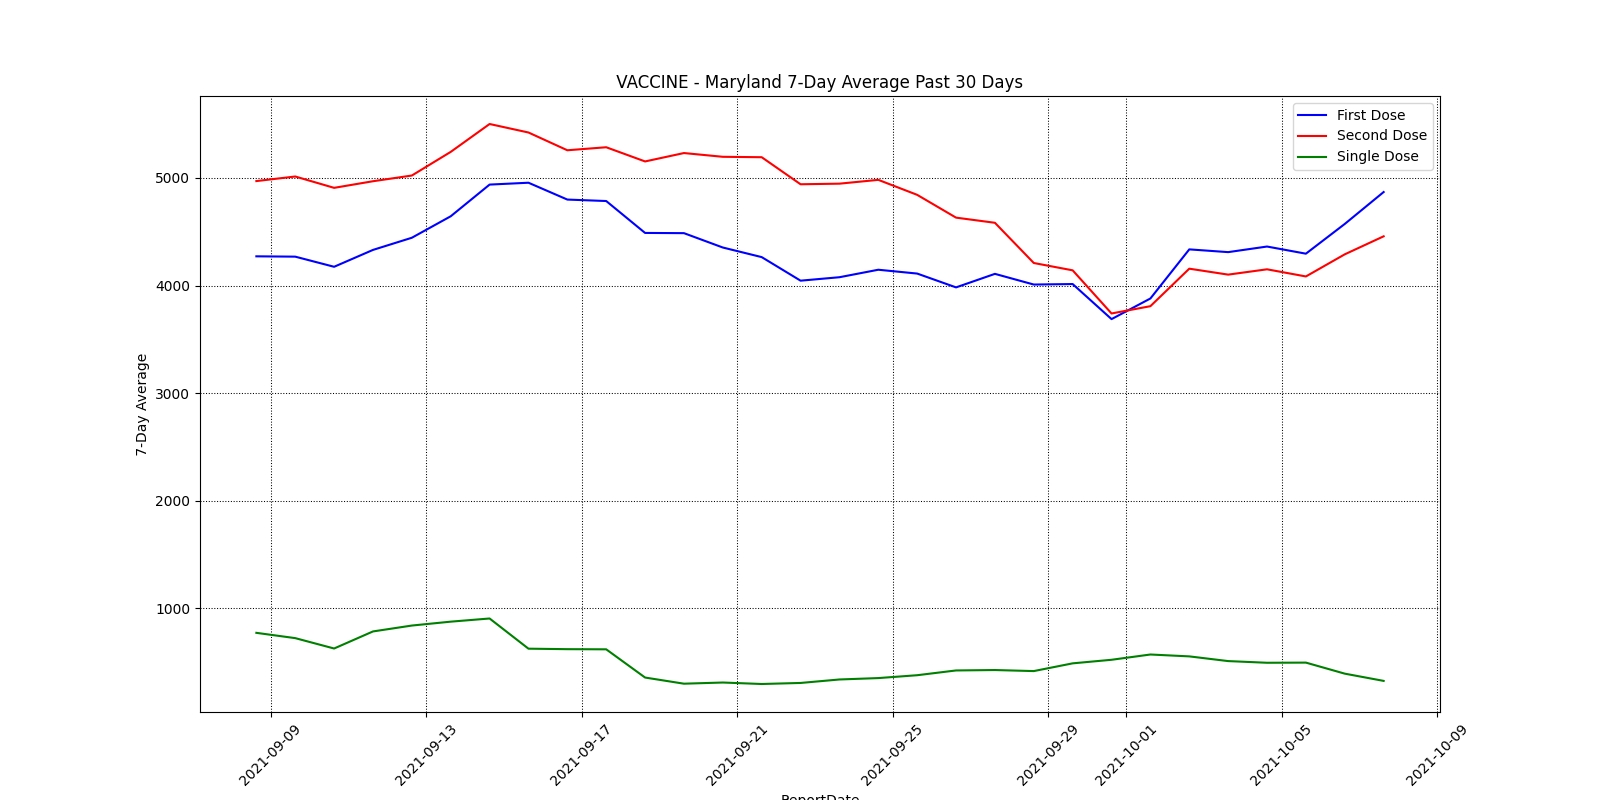 VACCINE - Maryland 7-Day Average Past 30 Days
First Dose
Second Dose
Single Dose
7-Day Average
5000
4000
3000
2000
1000
2021-09-09
2021-09-13
2021-09-17
2021-09-21
2021-09-25
2021-09-29
2021-10-01
2021-10-05
2021-10-09
ReportDate